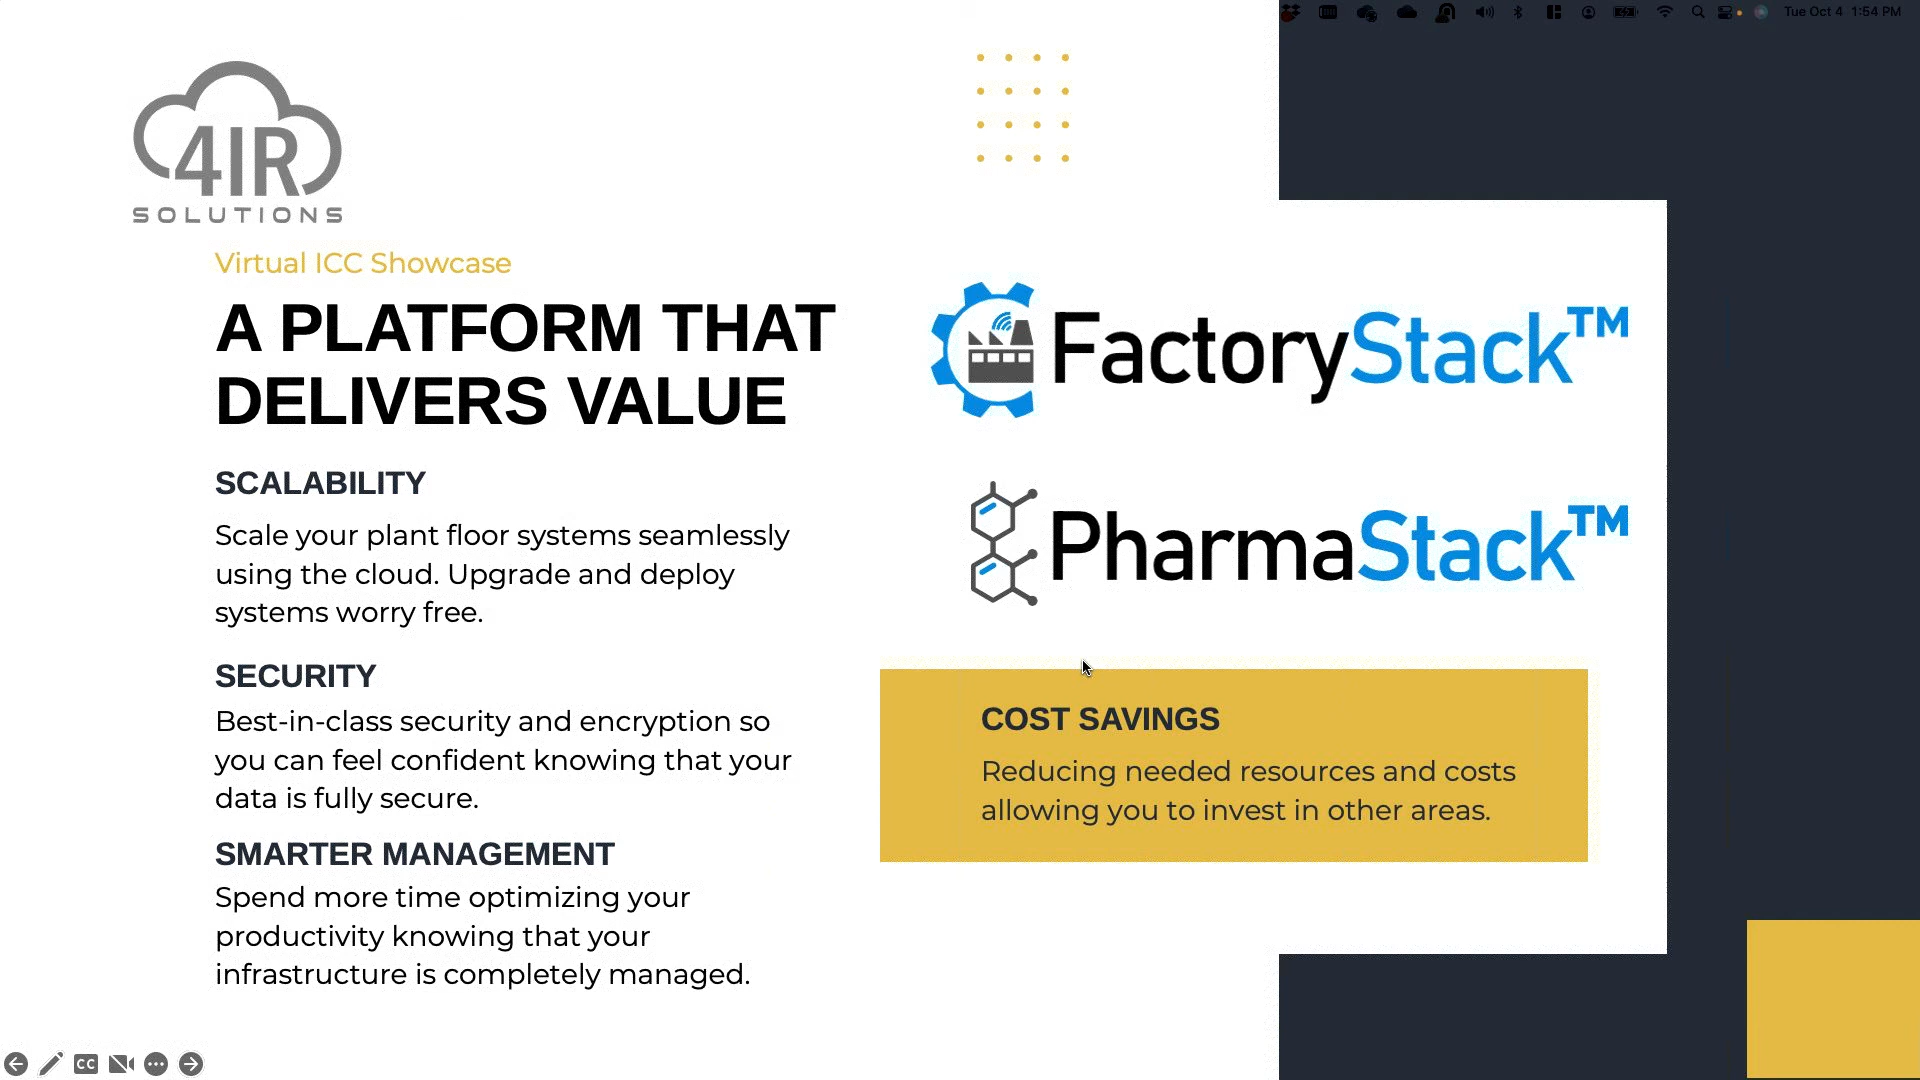 Tue Oct 4 1:54 PM
4IR
SOLUTIONS
Virtual ICC Showcase
A PLATFORM THAT
DELIVERS VALUE
SCALABILITY
Scale your plant floor systems seamlessly
using the cloud. Upgrade and deploy
systems worry free.
SECURITY
Best-in-class security and encryption so
you can feel confident knowing that your
data is fully secure.
SMARTER MANAGEMENT
Spend more time optimizing your
productivity knowing that your
infrastructure is completely managed.
FactoryStack™
PharmaStack™
COST SAVINGS
Reducing needed resources and costs
allowing you to invest in other areas.
CC